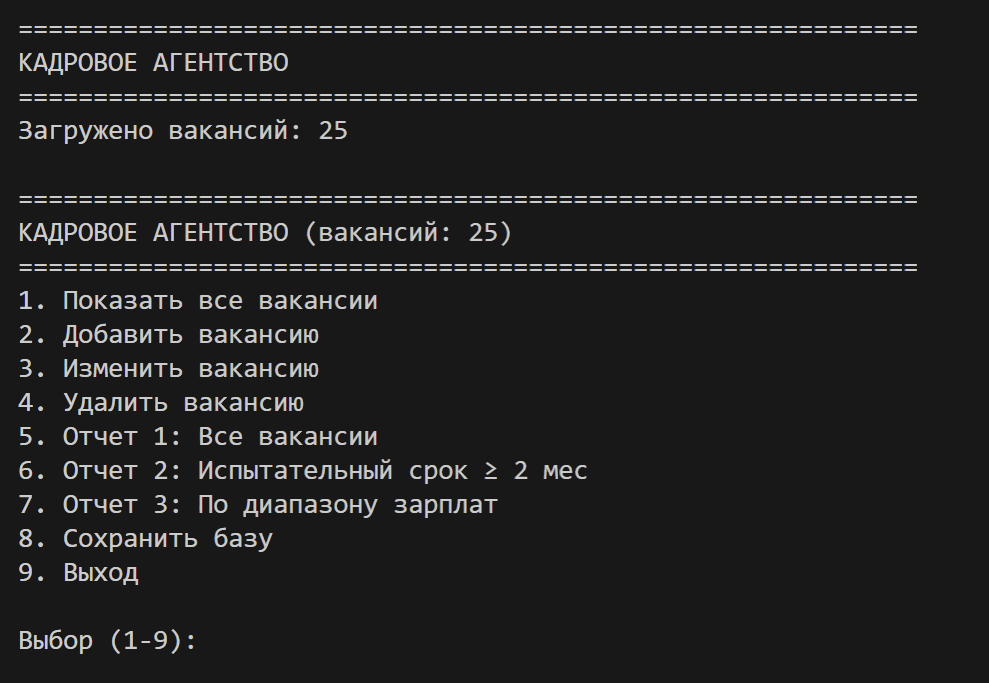 ============================================================
КАДРОВОЕ АГЕНТСТВО
============================================================
Загружено вакансий: 25
============================================================
КАДРОВОЕ АГЕНТСТВО (вакансий: 25)
============================================================
1. Показать все вакансии
2. Добавить вакансию
3. Изменить вакансию
4. Удалить вакансию
5. Отчет 1: Все вакансии
6. Отчет 2: Испытательный срок ≥ 2 мес
7. Отчет 3: По диапазону зарплат
8. Сохранить базу
9. Выход
Выбор (1-9):